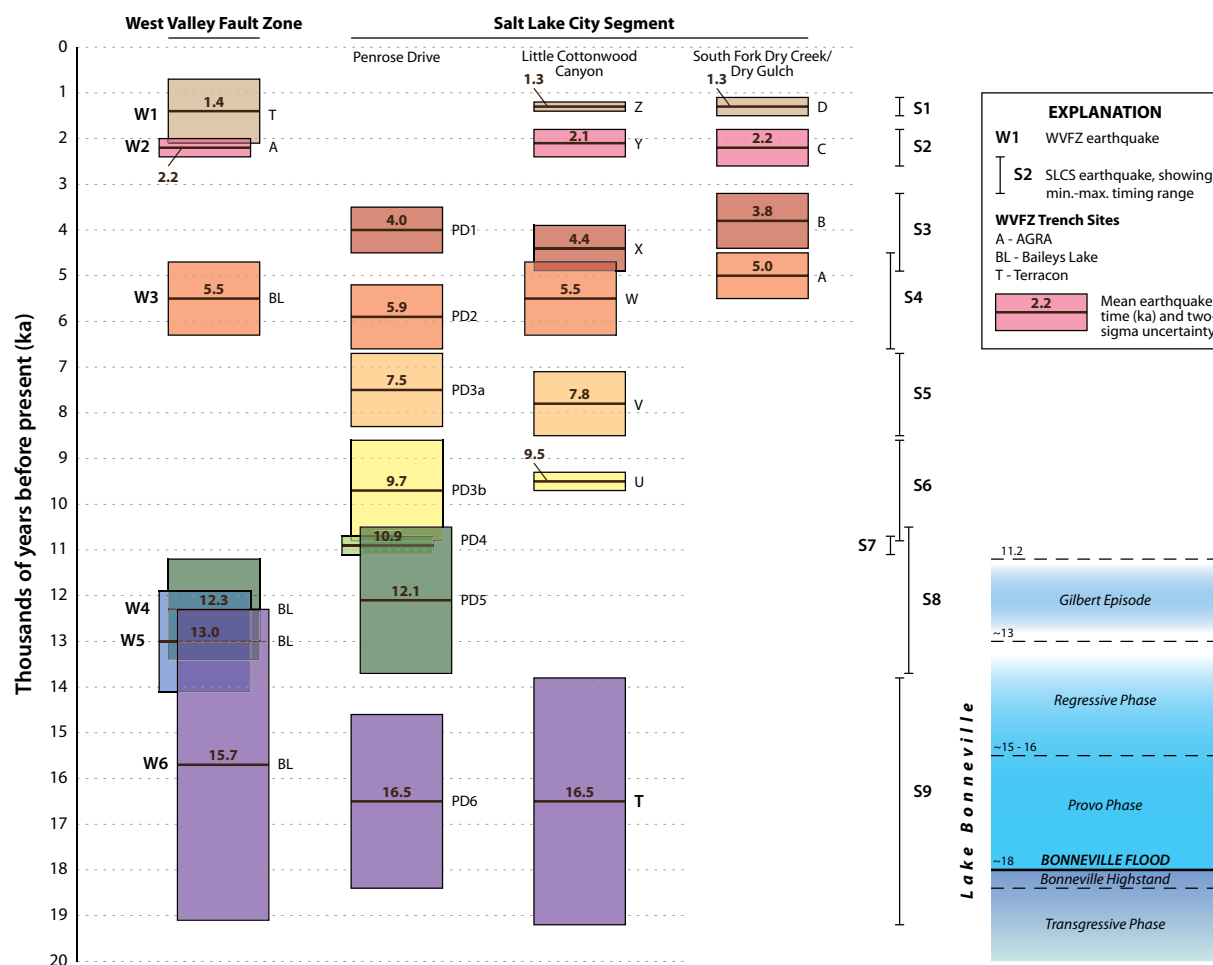 West Valley Fault Zone
Salt Lake City Segment
Penrose Drive
Little Cottonwood
Canyon
South Fork Dry Creek/
Dry Gulch
Thousands of years before present (ka)
0
1
2
3
4
5
6
7
8
9
10
11
12
13
14
15
16
17
18
19
20
W1
1.4
T
W2
A
2.2
W3
5.5
BL
W4
12.3
BL
W5
13.0
BL
W6
15.7
BL
4.0
PD1
5.9
PD2
7.5
PD3a
9.7
PD3b
10.9
PD4
12.1
PD5
16.5
PD6
1.3
Z
2.1
Y
4.4
X
5.5
W
7.8
V
9.5
U
16.5
T
1.3
D
2.2
C
3.8
B
5.0
A
S1
S2
S3
S4
S5
S6
S7
S8
S9
EXPLANATION
W1 WVFZ earthquake
S2 SLCS earthquake, showing
min.-max. timing range
WVFZ Trench Sites
A - AGRA
BL - Baileys Lake
T - Terracon
2.2 Mean earthquake
time (ka) and two-
sigma uncertainty
Lake Bonneville
11.2
Gilbert Episode
~13
Regressive Phase
~15 - 16
Provo Phase
~18 BONNEVILLE FLOOD
Bonneville Highstand
Transgressive Phase